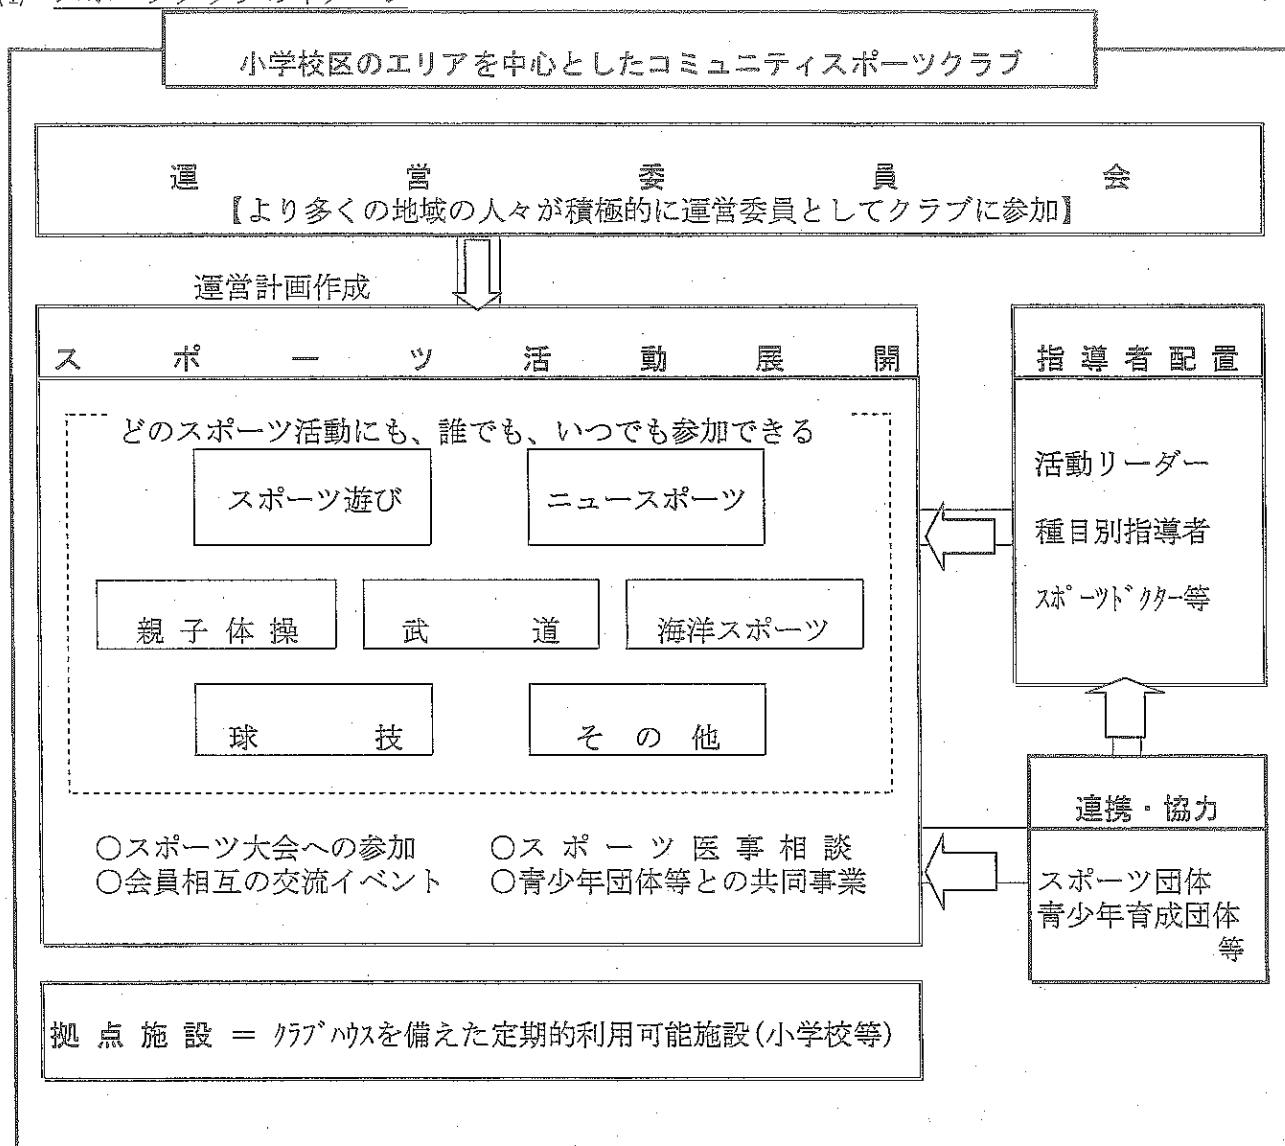 小学校区のエリアを中心としたコミュニティスポーツクラブ
運営委員会
【より多くの地域の人々が積極的に運営委員としてクラブに参加】
運営計画作成
スポーツ活動展開
どのスポーツ活動にも、誰でも、いつでも参加できる
スポーツ遊び
ニュースポーツ
親子体操
武道
海洋スポーツ
球技
その他
○スポーツ大会への参加
○スポーツ医事相談
○会員相互の交流イベント
○青少年団体等との共同事業
指導者配置
活動リーダー
種目別指導者
スポーツドクター等
連携・協力
スポーツ団体
青少年育成団体
等
拠点施設＝クラブハウスを備えた定期的利用可能施設(小学校等)